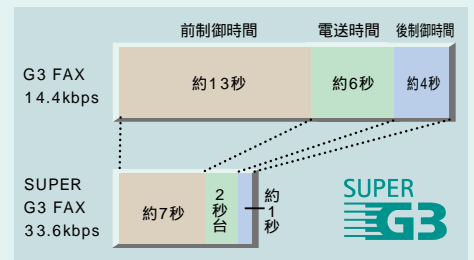 前制御時間 電送時間 後制御時間
G3 FAX
14.4kbps
約13秒 約6秒 約4秒
SUPER
G3 FAX
33.6kbps
約7秒
2秒台
約1秒
SUPER
G3